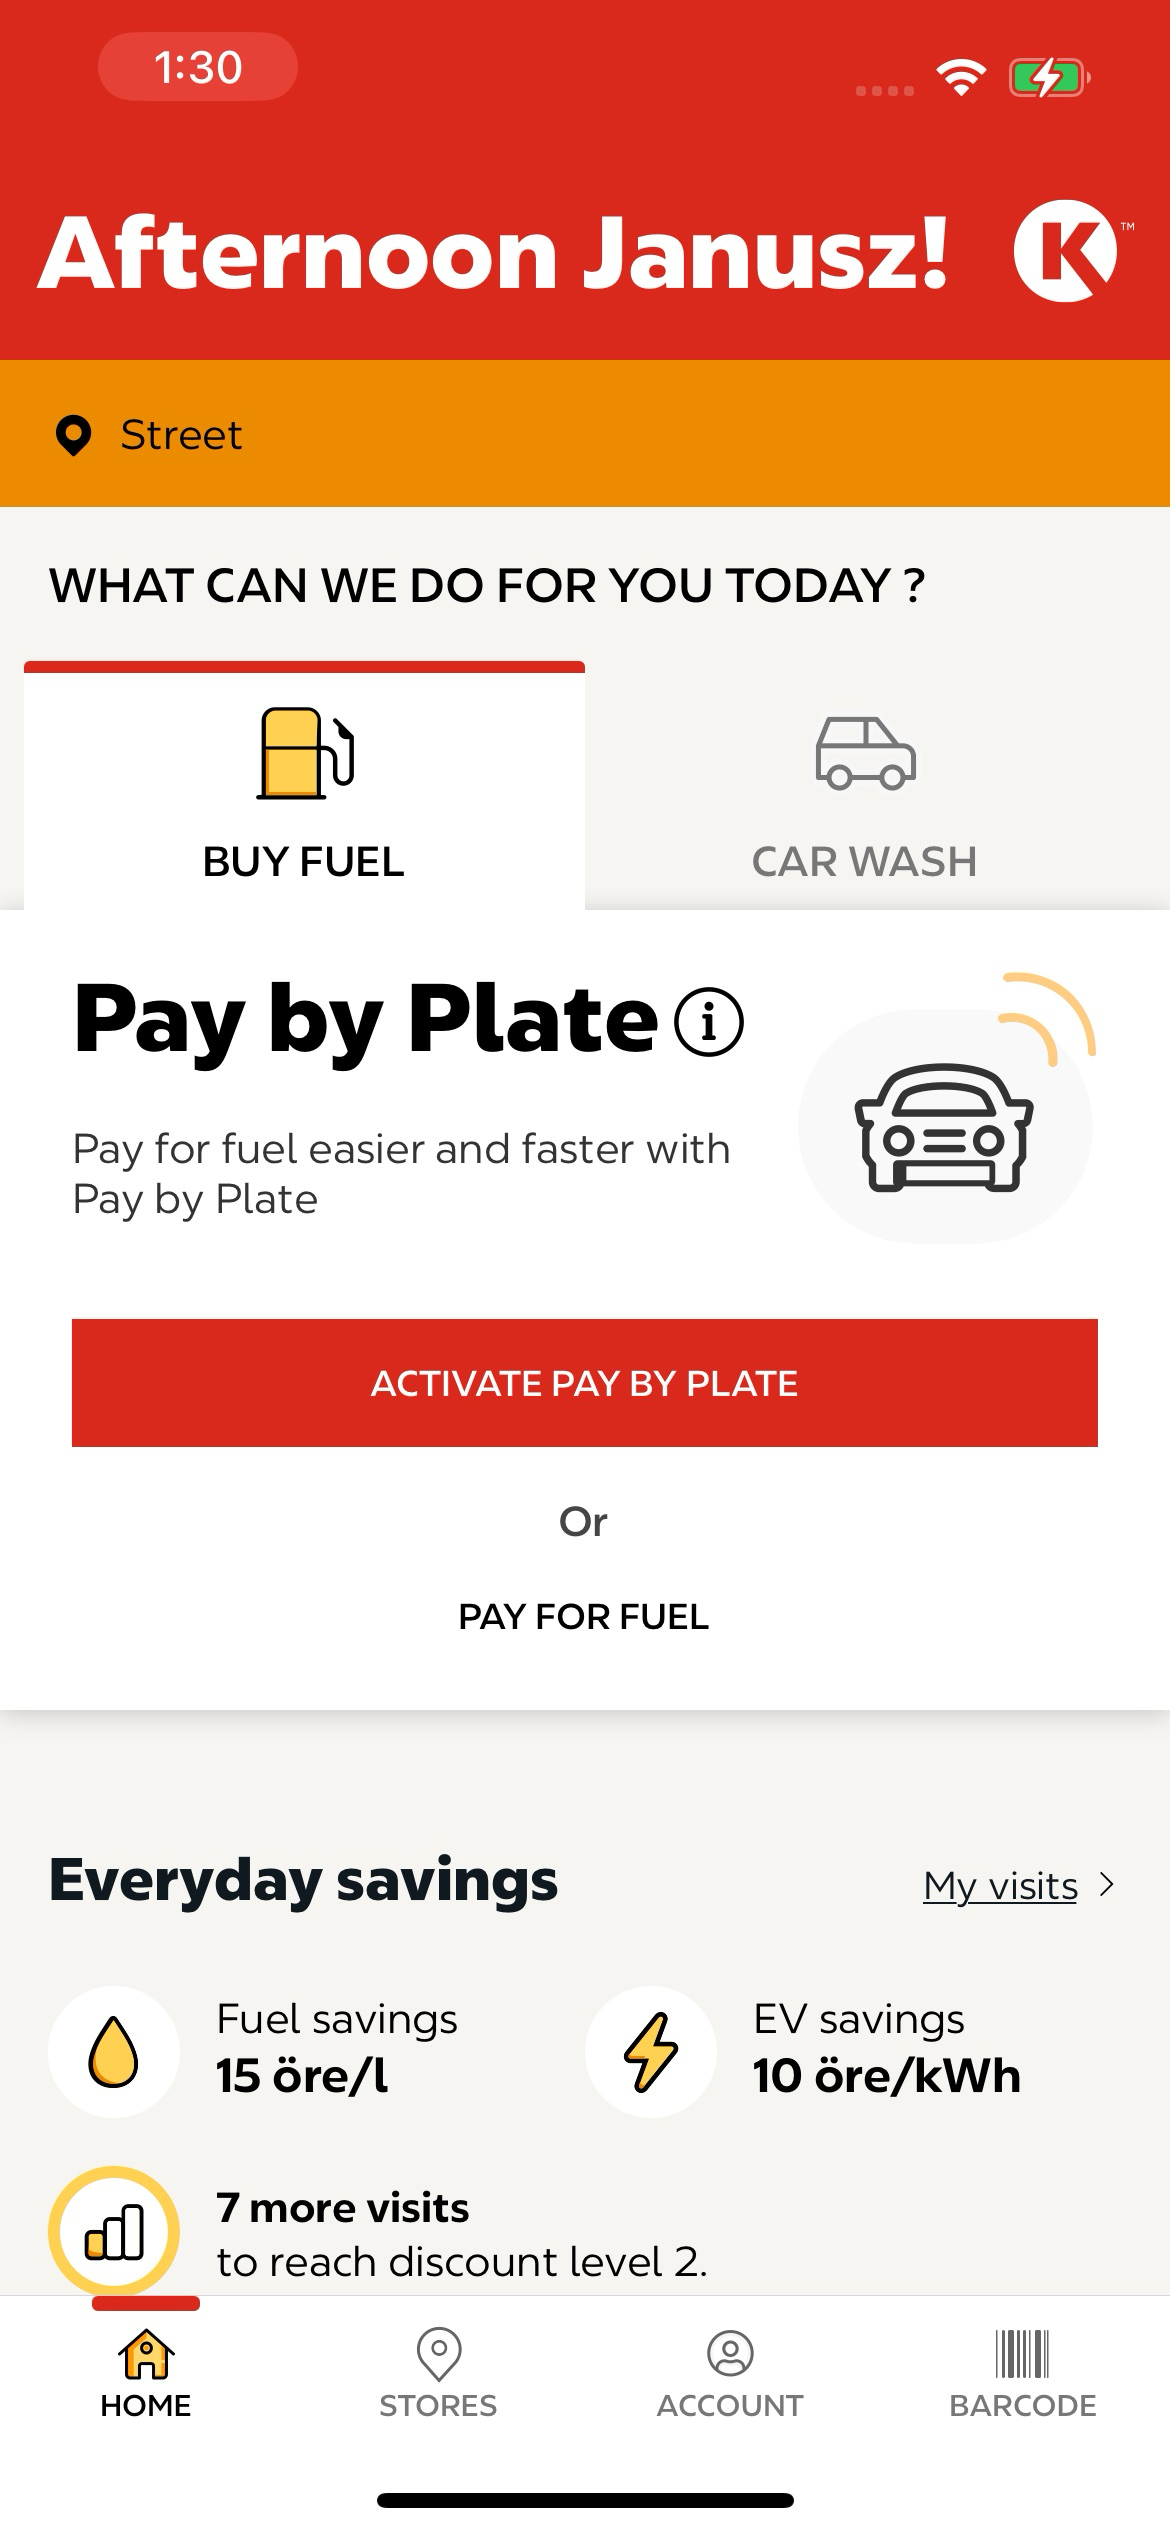 1:30
Afternoon Janusz!
K™
Street
WHAT CAN WE DO FOR YOU TODAY ?
BUY FUEL
CAR WASH
Pay by Plate
Pay for fuel easier and faster with
Pay by Plate
ACTIVATE PAY BY PLATE
Or
PAY FOR FUEL
Everyday savings
My visits
Fuel savings
15 öre/l
EV savings
10 öre/kWh
7 more visits
to reach discount level 2.
HOME
STORES
ACCOUNT
BARCODE